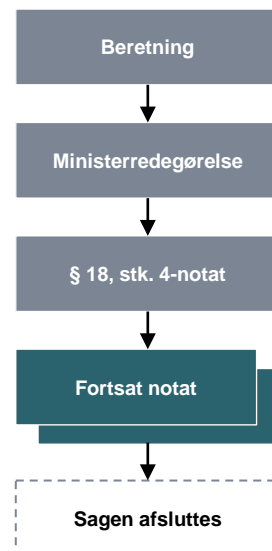 Beretning
Ministerredegørelse
§ 18, stk. 4-notat
Fortsat notat
Sagen afsluttes